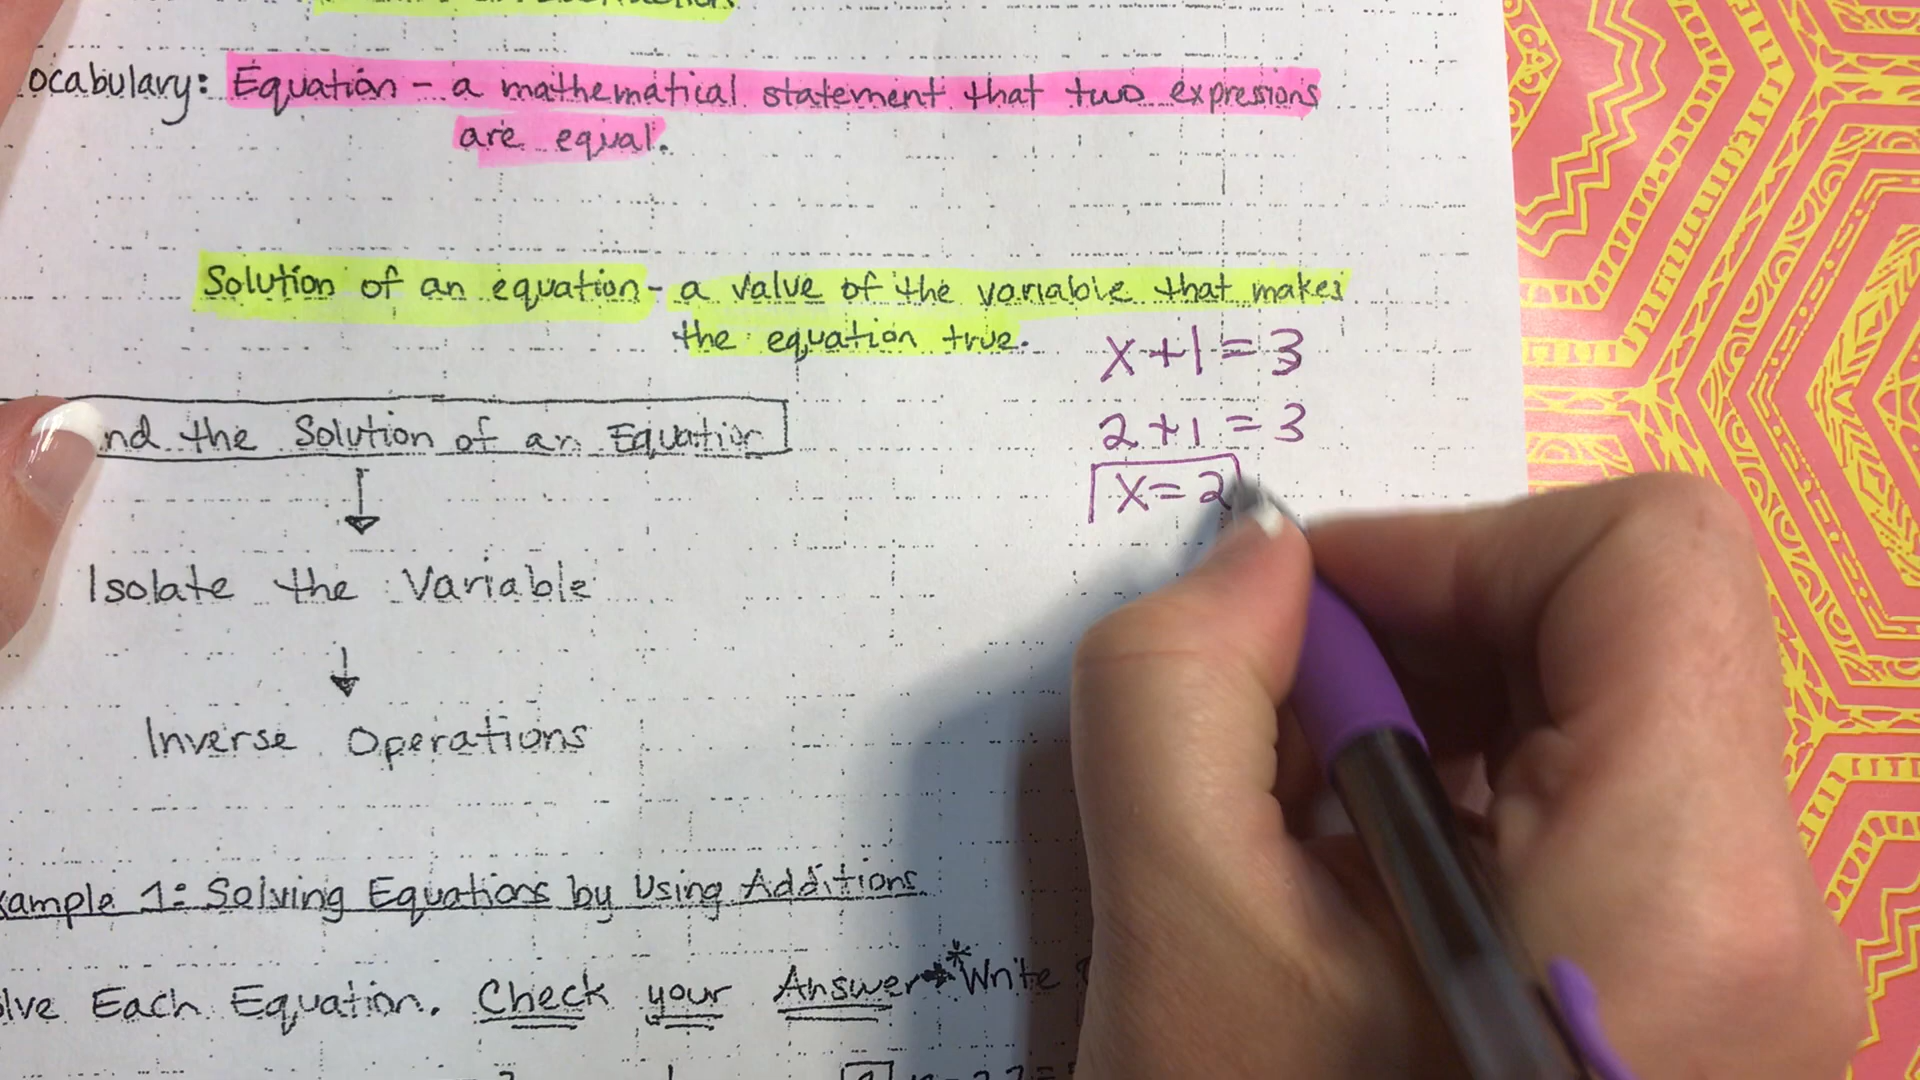 ocabulary: Equation - a mathematical statement that two expresions
are equal.
Solution of an equation - a value of the variable that makes
the equation true.
x + 1 = 3
2 + 1 = 3
x = 2
nd the Solution of an Equation
Isolate the Variable
Inverse Operations
xample 1: Solving Equations by Using Additions
olve Each Equation. Check your Answer * Write